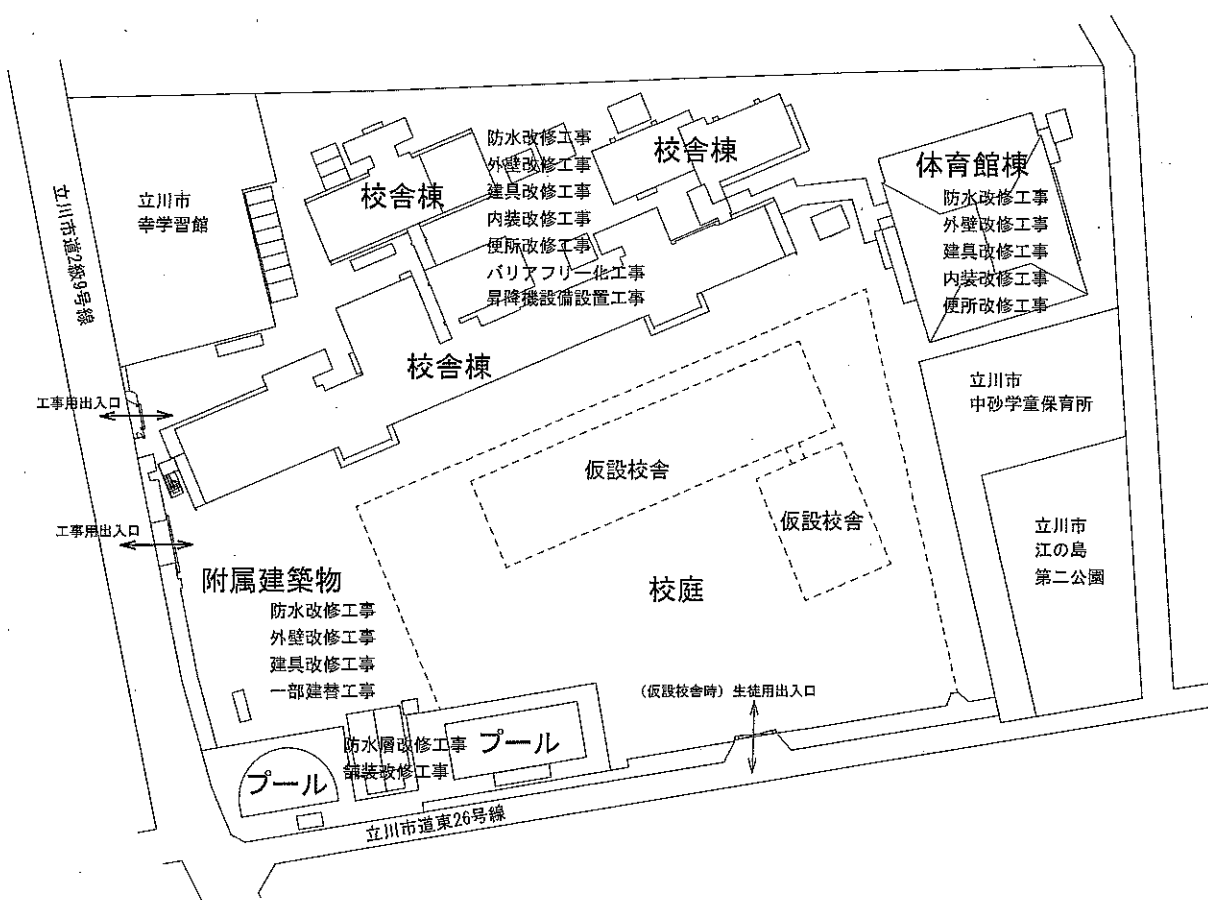 立川市道2級9号線
立川市
幸学習館
校舎棟
防水改修工事
外壁改修工事
建具改修工事
内装改修工事
便所改修工事
バリアフリー化工事
昇降機設備設置工事
校舎棟
体育館棟
防水改修工事
外壁改修工事
建具改修工事
内装改修工事
便所改修工事
校舎棟
工事用出入口
立川市
中砂学童保育所
仮設校舎
仮設校舎
工事用出入口
立川市
江の島
第二公園
附属建築物
防水改修工事
外壁改修工事
建具改修工事
一部建替工事
校庭
(仮設校舎時) 生徒用出入口
防水層改修工事
舗装改修工事
プール
プール
立川市道東26号線